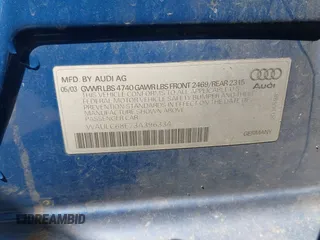 MFD. BY AUDI AG
05/03 GVWR LBS 4740 GAWR LBS FRONT 2469/REAR 2315
THIS VEHICLE CONFORMS TO ALL APPLICABLE
FEDERAL MOTOR VEHICLE SAFETY BUMPER AND THEFT
PREVENTION STANDARDS IN EFFECT ON THE DATE OF
MANUFACTURE SHOWN ABOVE.
PASSENGER CAR
Audi
GERMANY
DREAMBID